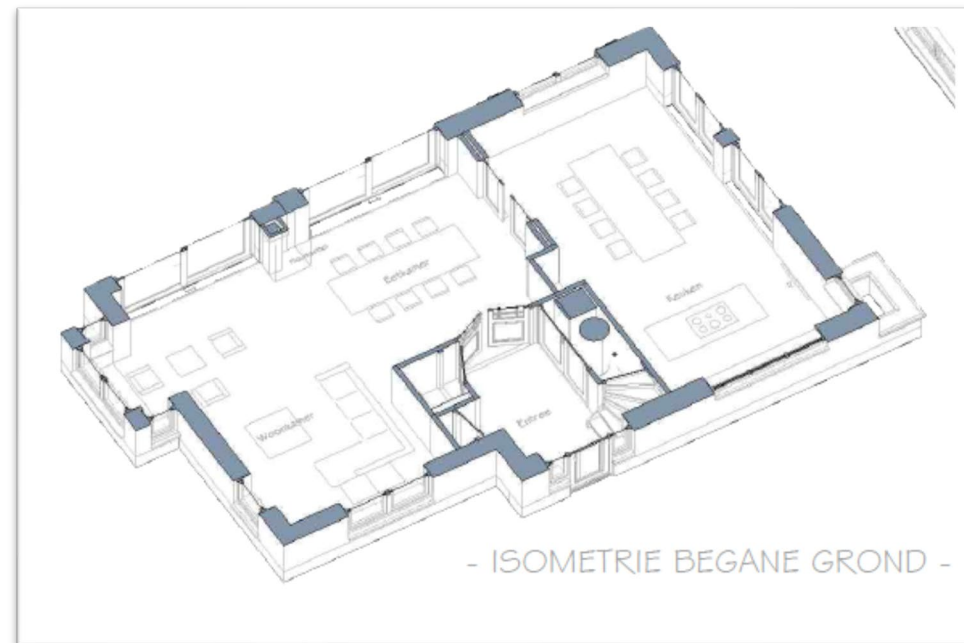 Eetkamer
Keuken
Woonkamer
Entree
- ISOMETRIE BEGANE GROND -